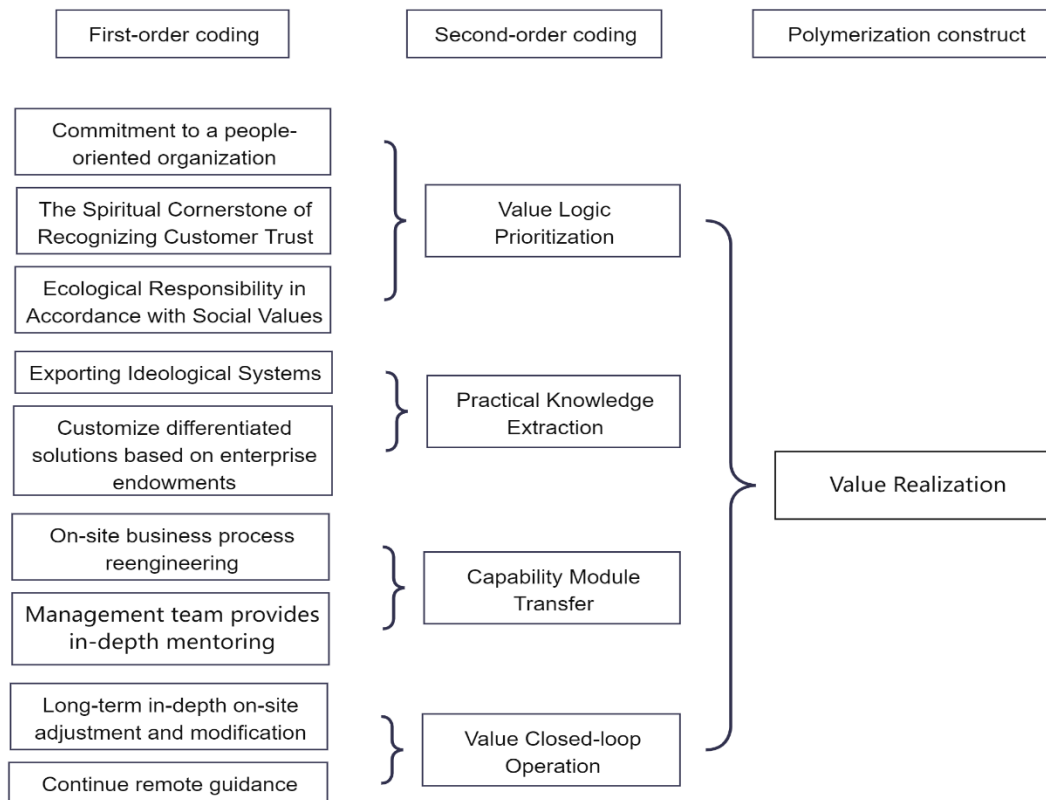 First-order coding
Second-order coding
Polymerization construct
Commitment to a people-
oriented organization
The Spiritual Cornerstone of
Recognizing Customer Trust
Ecological Responsibility in
Accordance with Social Values
Value Logic
Prioritization
Exporting Ideological Systems
Customize differentiated
solutions based on enterprise
endowments
Practical Knowledge
Extraction
On-site business process
reengineering
Management team provides
in-depth mentoring
Capability Module
Transfer
Long-term in-depth on-site
adjustment and modification
Continue remote guidance
Value Closed-loop
Operation
Value Realization